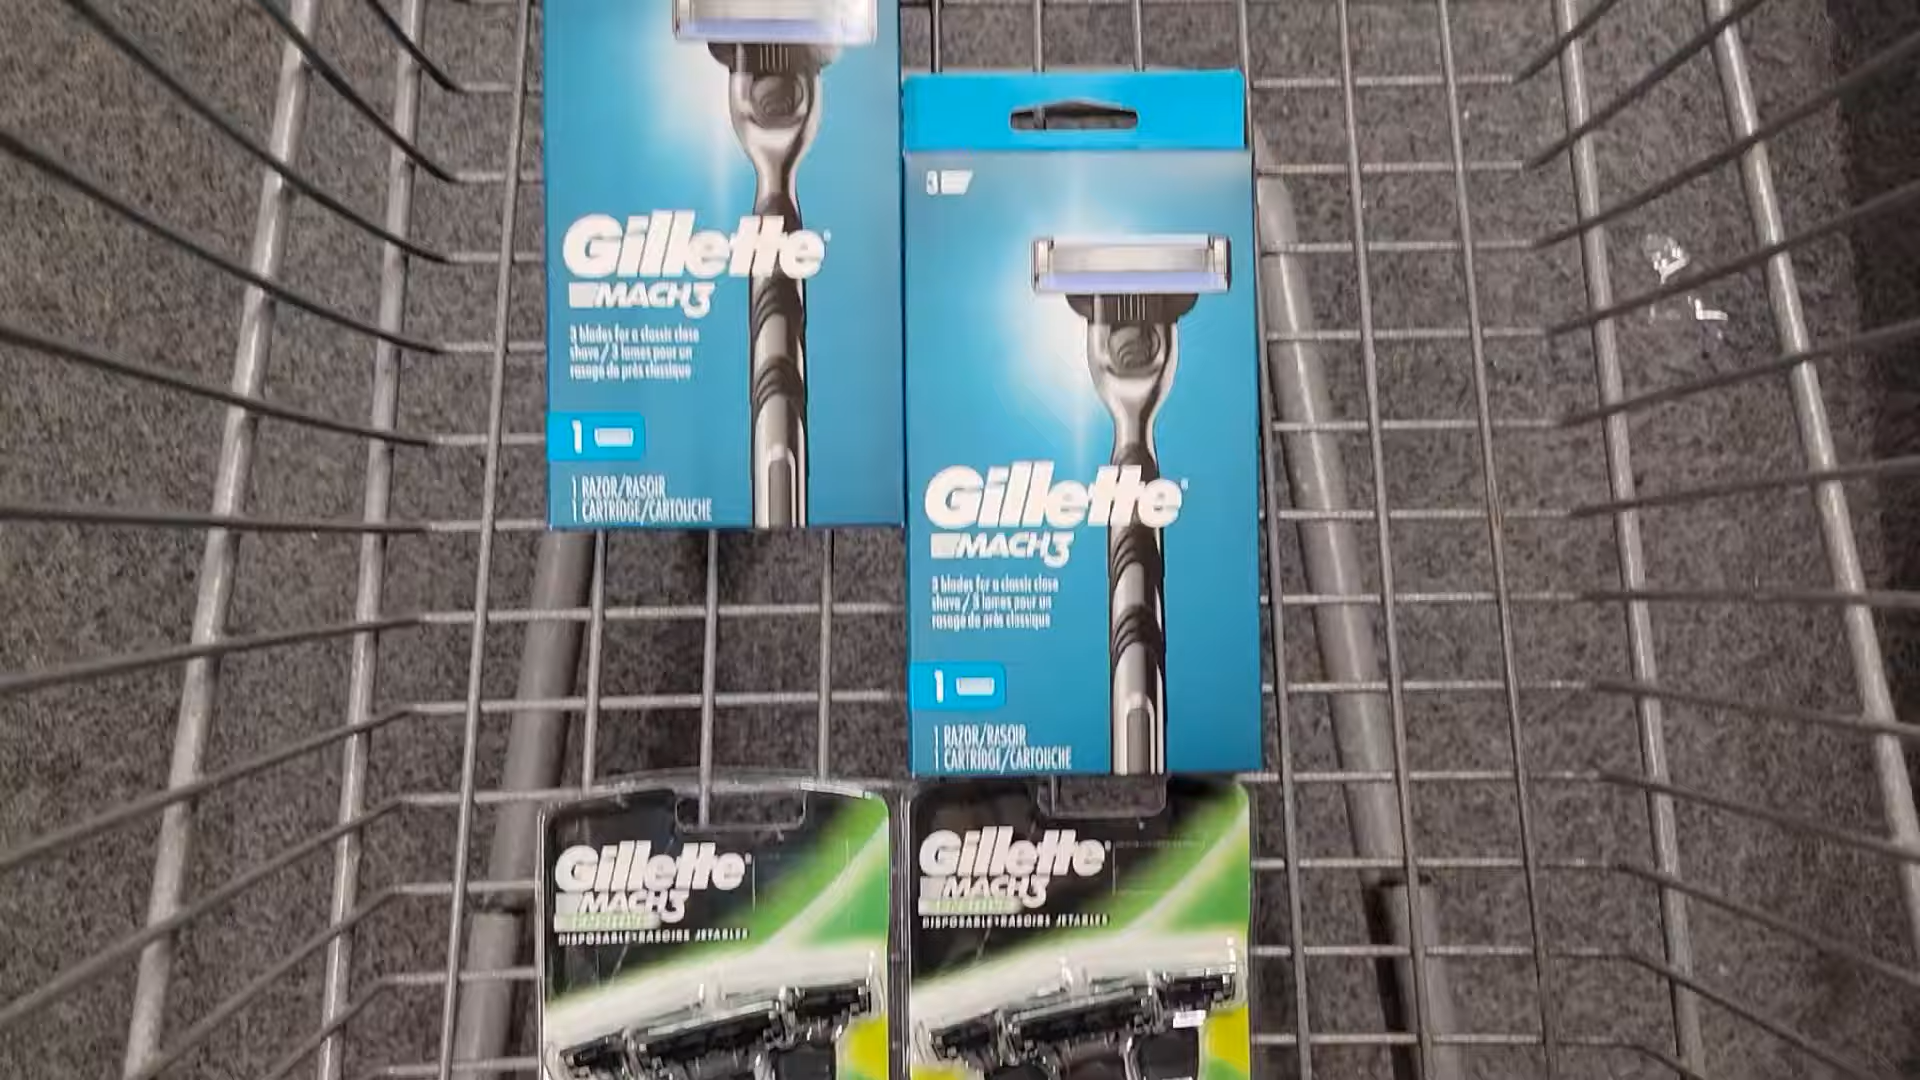 Gillette
MACH3
3 blades for a classic close
shave / 3 lames pour un
rasage de près classique
1
1 RAZOR/RASOIR
1 CARTRIDGE/CARTOUCHE
3
Gillette
MACH3
3 blades for a classic close
shave / 3 lames pour un
rasage de près classique
1
1 RAZOR/RASOIR
1 CARTRIDGE/CARTOUCHE
Gillette
MACH3
DISPOSABLE•RASOIRS JETABLES
Gillette
MACH3
DISPOSABLE•RASOIRS JETABLES